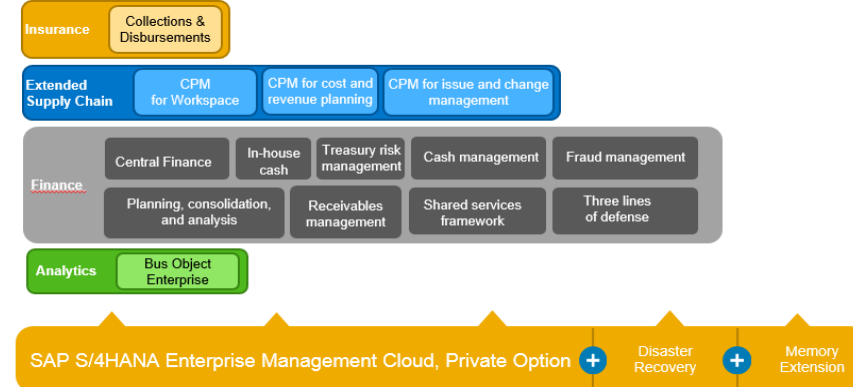 Insurance
Collections &
Disbursements
Extended
Supply Chain
CPM
for Workspace
CPM for cost and
revenue planning
CPM for issue and change
management
Finance
Central Finance
In-house
cash
Treasury risk
management
Cash management
Fraud management
Planning, consolidation,
and analysis
Receivables
management
Shared services
framework
Three lines
of defense
Analytics
Bus Object
Enterprise
SAP S/4HANA Enterprise Management Cloud, Private Option
+
Disaster
Recovery
+
Memory
Extension